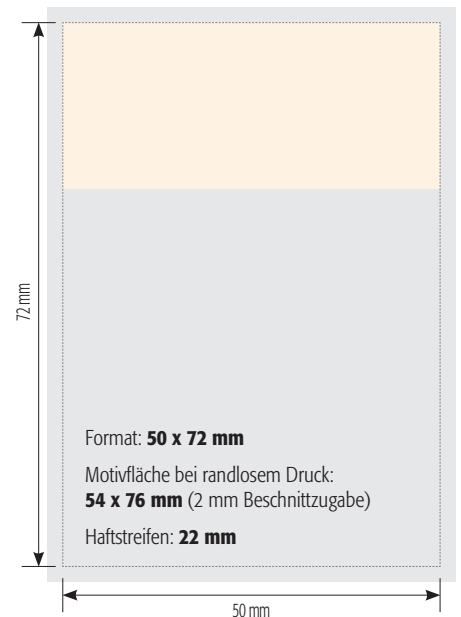 72 mm
Format: 50 x 72 mm
Motivfläche bei randlosem Druck:
54 x 76 mm (2 mm Beschnittzugabe)
Haftstreifen: 22 mm
50 mm